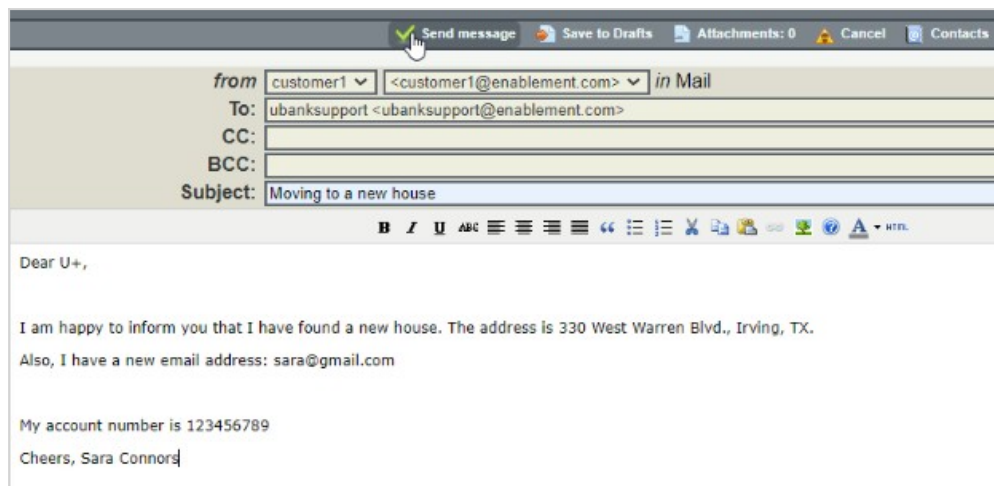 Send message Save to Drafts Attachments: 0 Cancel Contacts
from customer1 <customer1@enablement.com> in Mail
To: ubanksupport <ubanksupport@enablement.com>
CC:
BCC:
Subject: Moving to a new house
B I U ABC HTML
Dear U+,
I am happy to inform you that I have found a new house. The address is 330 West Warren Blvd., Irving, TX.
Also, I have a new email address: sara@gmail.com
My account number is 123456789
Cheers, Sara Connors